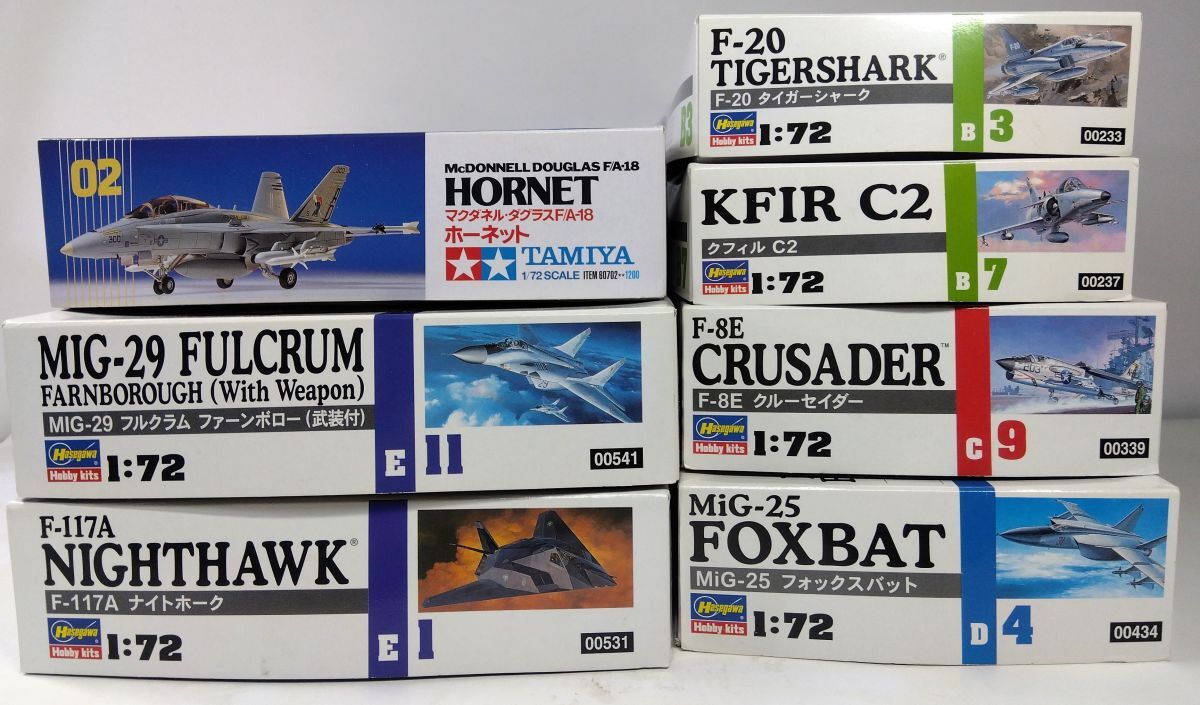 02
McDONNELL DOUGLAS F/A-18
HORNET
マクダネル・ダグラスF/A-18
ホーネット
TAMIYA
1/72 SCALE ITEM 60702★★1200
MIG-29 FULCRUM
FARNBOROUGH (With Weapon)
MIG-29 フルクラム ファーンボロー (武装付)
Hasegawa
Hobby kits
1:72
E 11
00541
F-117A
NIGHTHAWK®
F-117A ナイトホーク
Hasegawa
Hobby kits
1:72
E 1
00531
F-20
TIGERSHARK®
F-20 タイガーシャーク
Hasegawa
Hobby kits
1:72
B 3
00233
B3
KFIR C2
クフィル C2
Hasegawa
Hobby kits
1:72
B 7
00237
F-8E
CRUSADER™
F-8E クルーセイダー
Hasegawa
Hobby kits
1:72
C 9
00339
MiG-25
FOXBAT
MiG-25 フォックスバット
Hasegawa
Hobby kits
1:72
D 4
00434